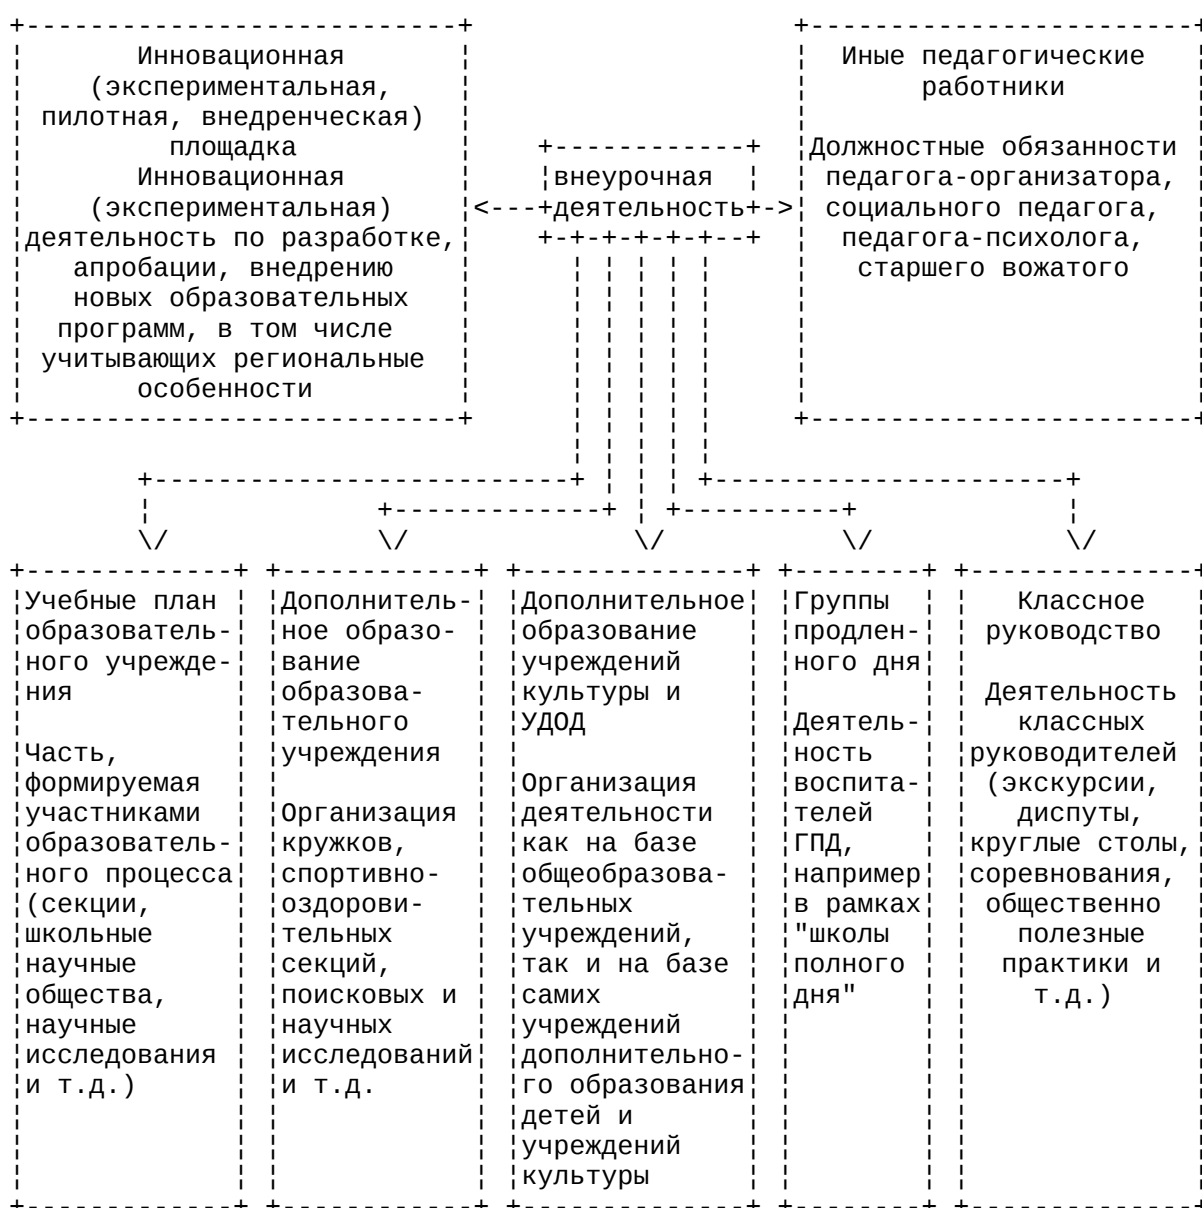 Инновационная
(экспериментальная,
пилотная, внедренческая)
площадка
Инновационная
(экспериментальная)
деятельность по разработке,
апробации, внедрению
новых образовательных
программ, в том числе
учитывающих региональные
особенности
внеурочная
деятельность
Иные педагогические
работники
Должностные обязанности
педагога-организатора,
социального педагога,
педагога-психолога,
старшего вожатого
Учебные план
образователь-
ного учрежде-
ния
Часть,
формируемая
участниками
образователь-
ного процесса
(секции,
школьные
научные
общества,
научные
исследования
и т.д.)
Дополнитель-
ное образо-
вание
образова-
тельного
учреждения
Организация
кружков,
спортивно-
оздорови-
тельных
секций,
поисковых и
научных
исследований
и т.д.
Дополнительное
образование
учреждений
культуры и
УДОД
Организация
деятельности
как на базе
общеобразова-
тельных
учреждений,
так и на базе
самих
учреждений
дополнительно-
го образования
детей и
учреждений
культуры
Группы
продлен-
ного дня
Деятель-
ность
воспита-
телей
ГПД,
например
в рамках
"школы
полного
дня"
Классное
руководство
Деятельность
классных
руководителей
(экскурсии,
диспуты,
круглые столы,
соревнования,
общественно
полезные
практики и
т.д.)